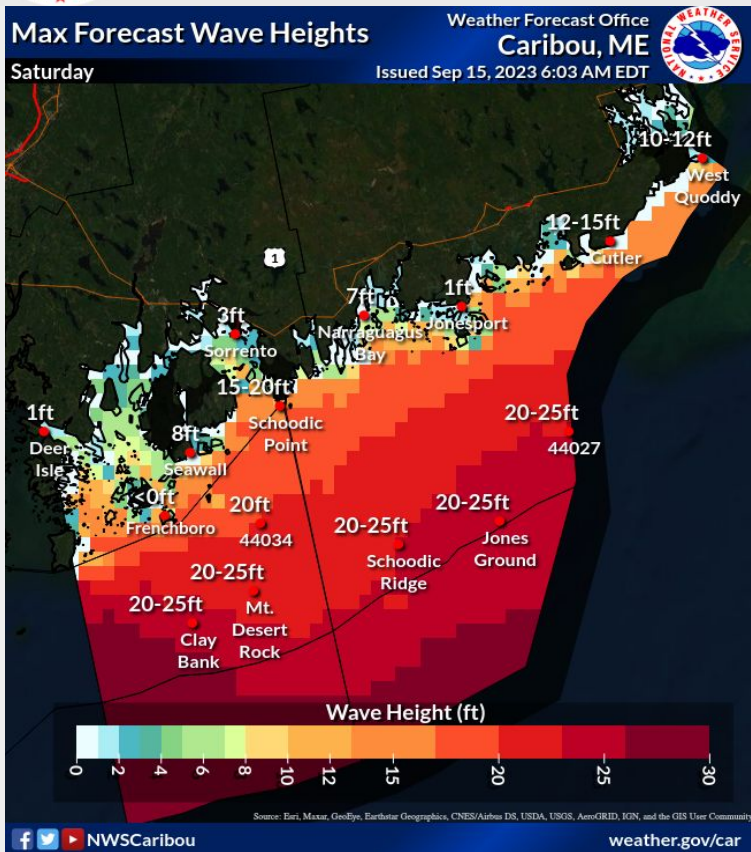 Max Forecast Wave Heights
Weather Forecast Office
Caribou, ME
Saturday
Issued Sep 15, 2023 6:03 AM EDT
NATIONAL WEATHER SERVICE
10-12ft
West
Quoddy
12-15ft
Cutler
1
7ft
Narraguagus
Bay
1ft
Jonesport
3ft
Sorrento
15-20ft
Schoodic
Point
1ft
Deer
Isle
8ft
Seawall
20-25ft
44027
<0ft
Frenchboro
20ft
44034
20-25ft
Schoodic
Ridge
20-25ft
Jones
Ground
20-25ft
Mt.
Desert
Rock
20-25ft
Clay
Bank
Wave Height (ft)
0 2 4 6 8 10 12 15 20 25 30
Source: Esri, Maxar, GeoEye, Earthstar Geographics, CNES/Airbus DS, USDA, USGS, AeroGRID, IGN, and the GIS User Community
NWSCaribou
weather.gov/car